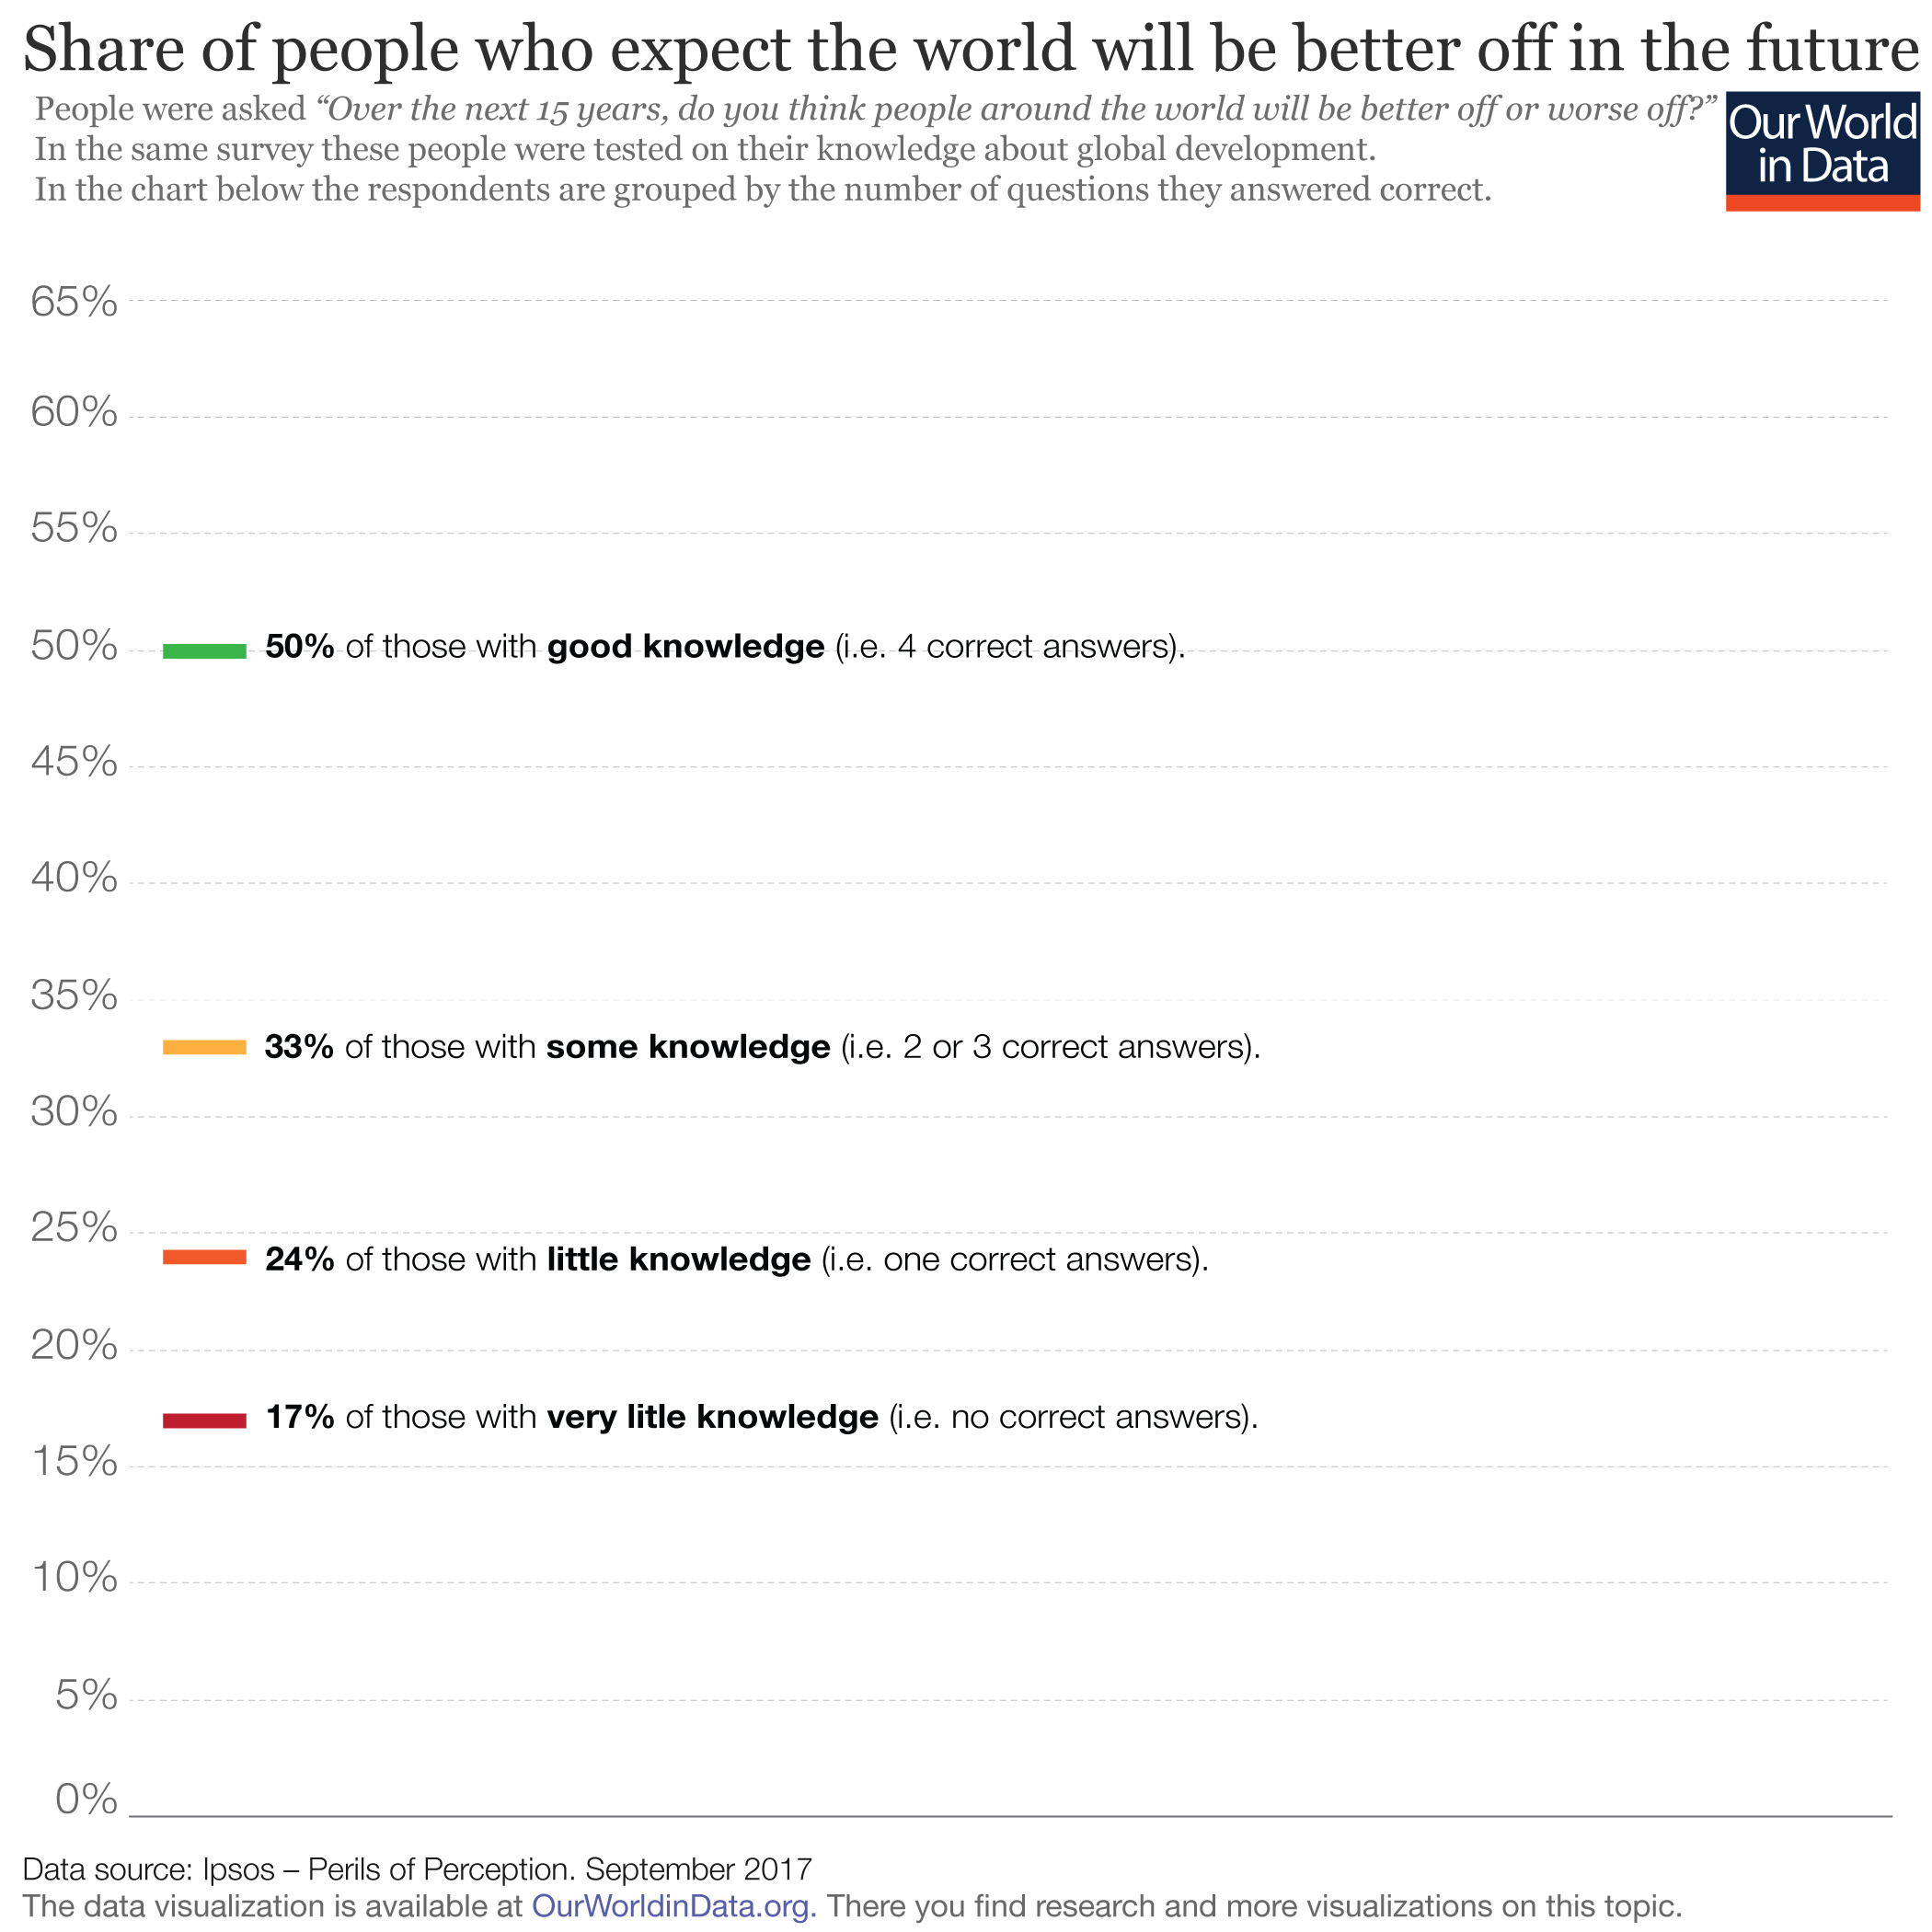 Share of people who expect the world will be better off in the future
People were asked “Over the next 15 years, do you think people around the world will be better off or worse off?”
In the same survey these people were tested on their knowledge about global development.
In the chart below the respondents are grouped by the number of questions they answered correct.
Our World
in Data
65%
60%
55%
50%
50% of those with good knowledge (i.e. 4 correct answers).
45%
40%
35%
33% of those with some knowledge (i.e. 2 or 3 correct answers).
30%
25%
24% of those with little knowledge (i.e. one correct answers).
20%
17% of those with very litle knowledge (i.e. no correct answers).
15%
10%
5%
0%
Data source: Ipsos – Perils of Perception. September 2017
The data visualization is available at OurWorldinData.org. There you find research and more visualizations on this topic.